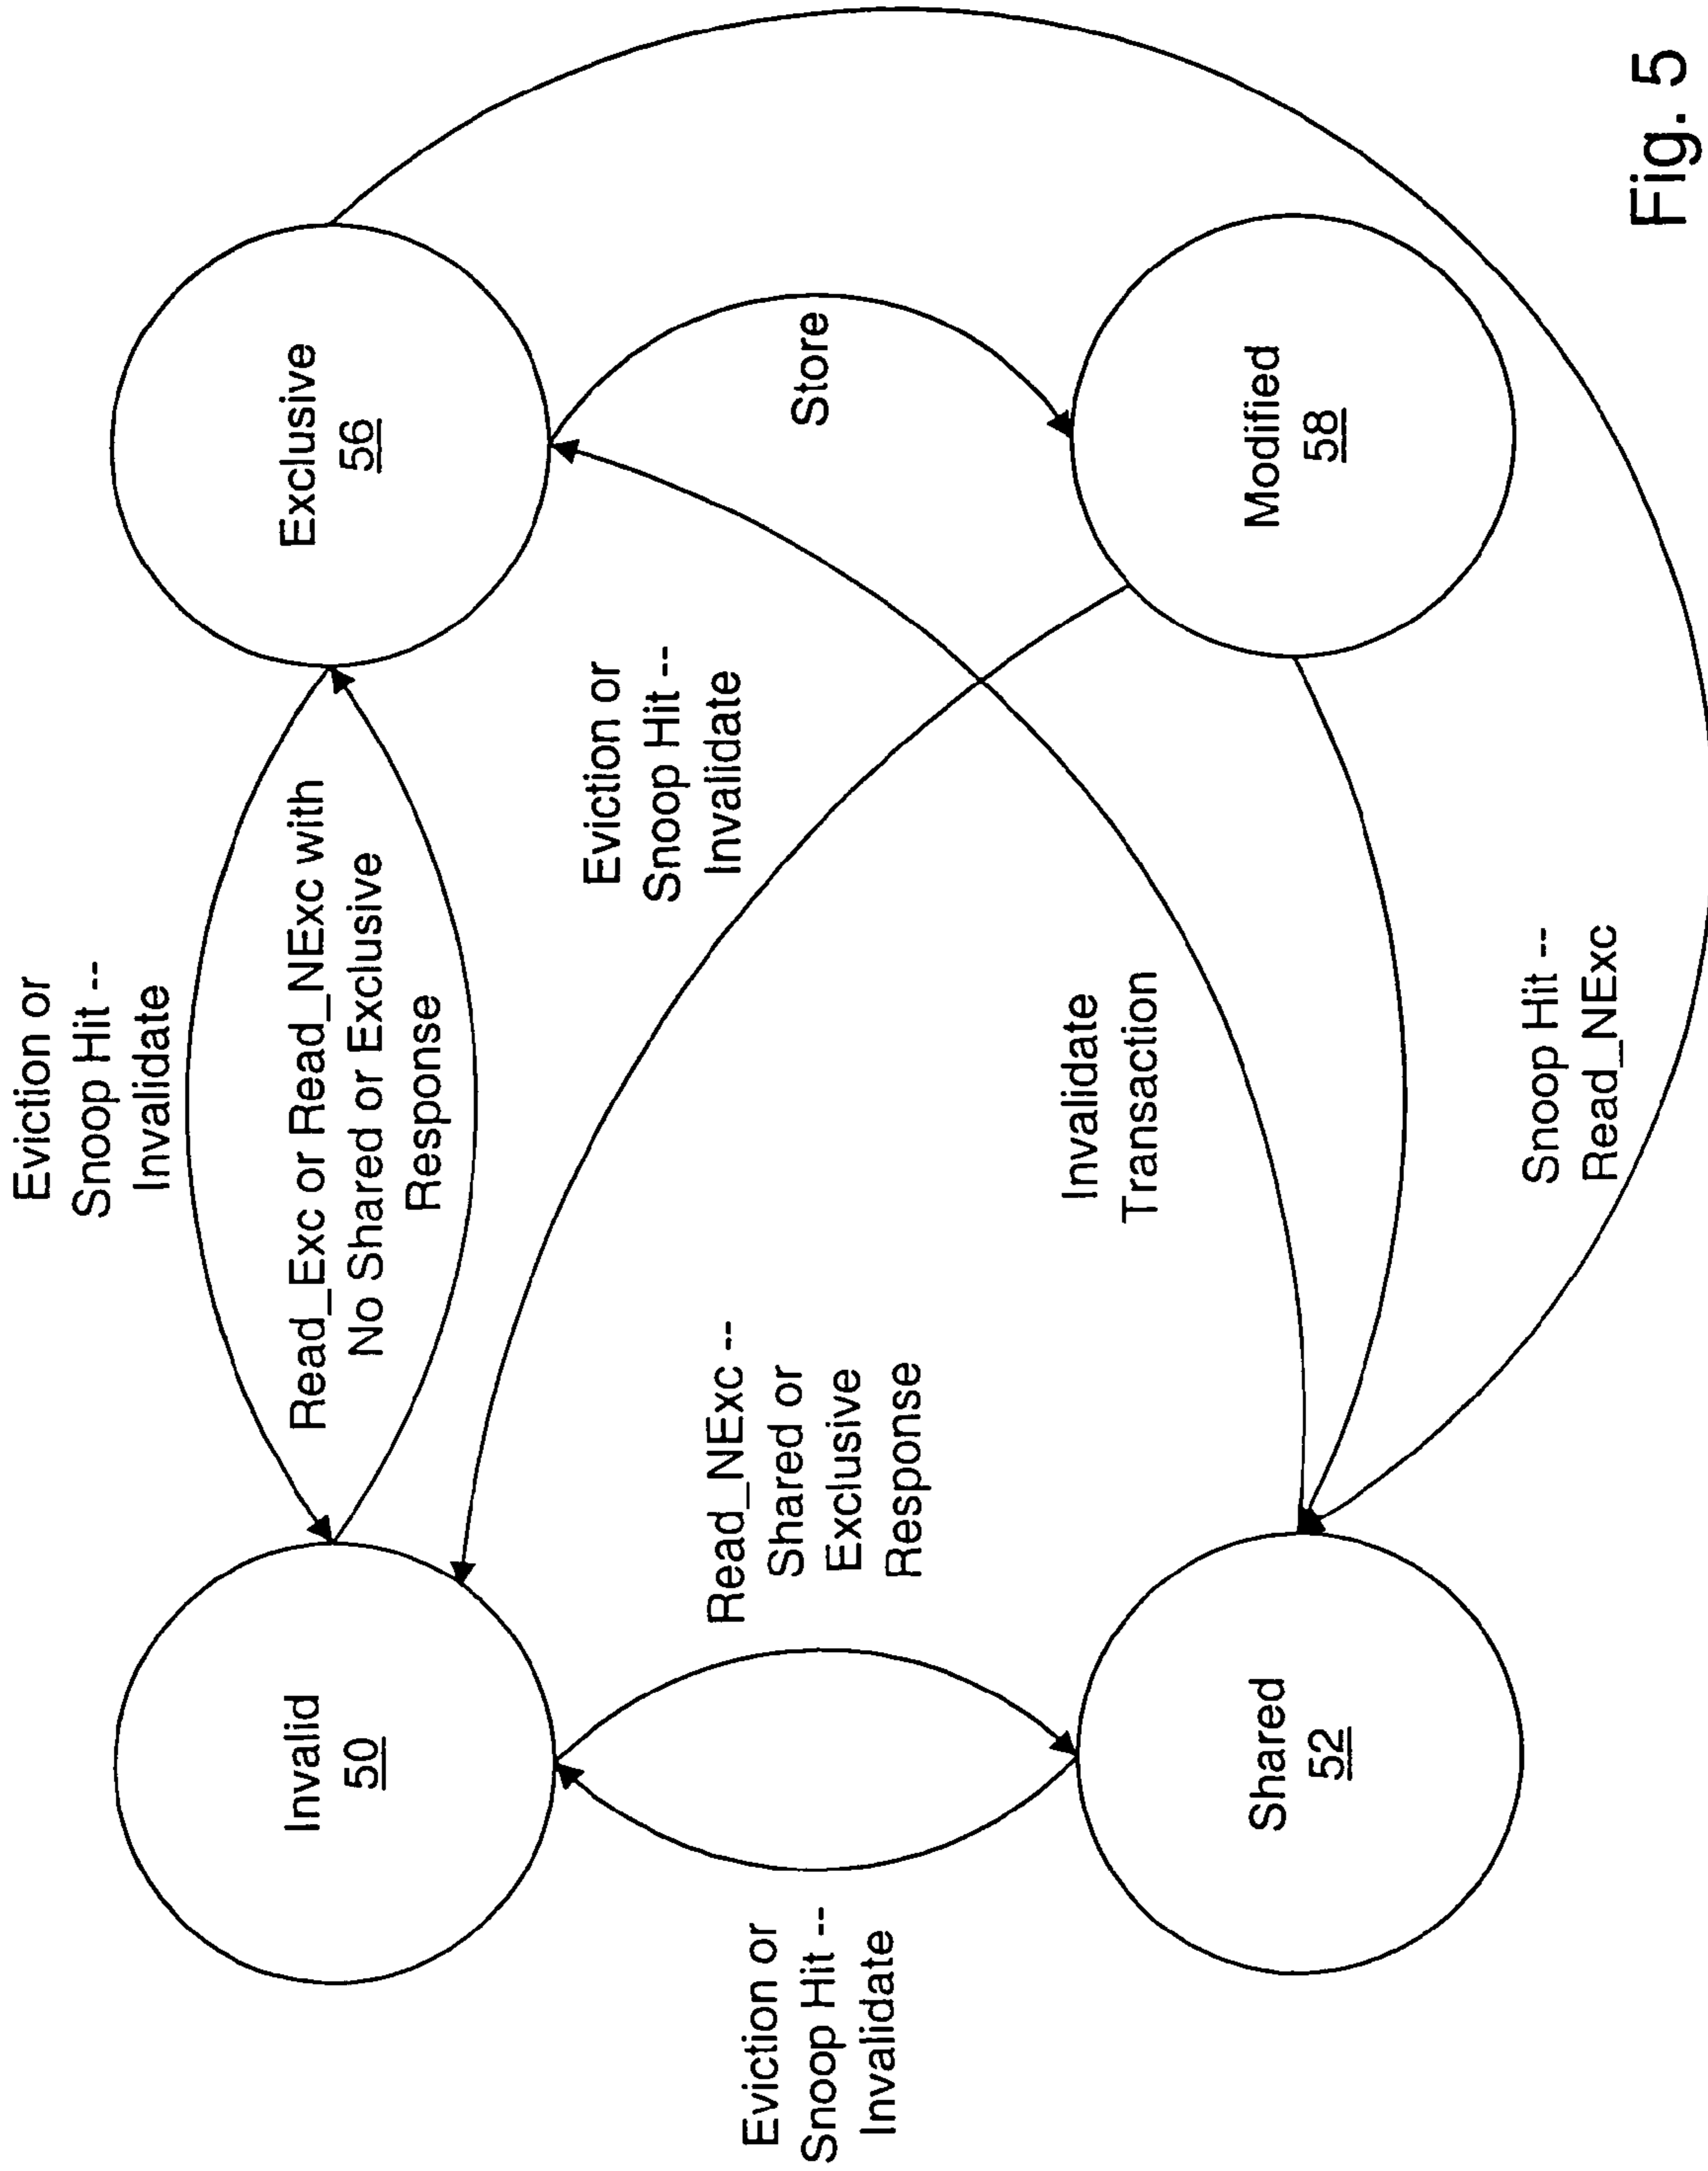 Eviction or
Snoop Hit --
Invalidate
Invalid
50
Read_Exc or Read_NExc with
No Shared or Exclusive
Response
Exclusive
56
Eviction or
Snoop Hit --
Invalidate
Eviction or
Snoop Hit --
Invalidate
Read_NExc --
Shared or
Exclusive
Response
Store
Invalidate
Transaction
Shared
52
Modified
58
Snoop Hit --
Read_NExc
Fig. 5